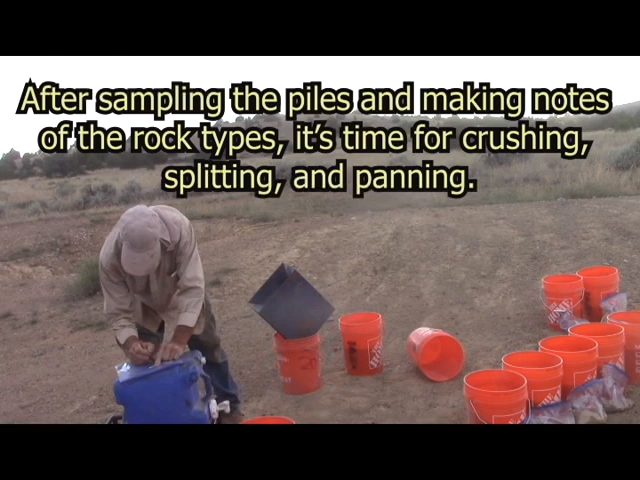 After sampling the piles and making notes
of the rock types, it's time for crushing,
splitting, and panning.